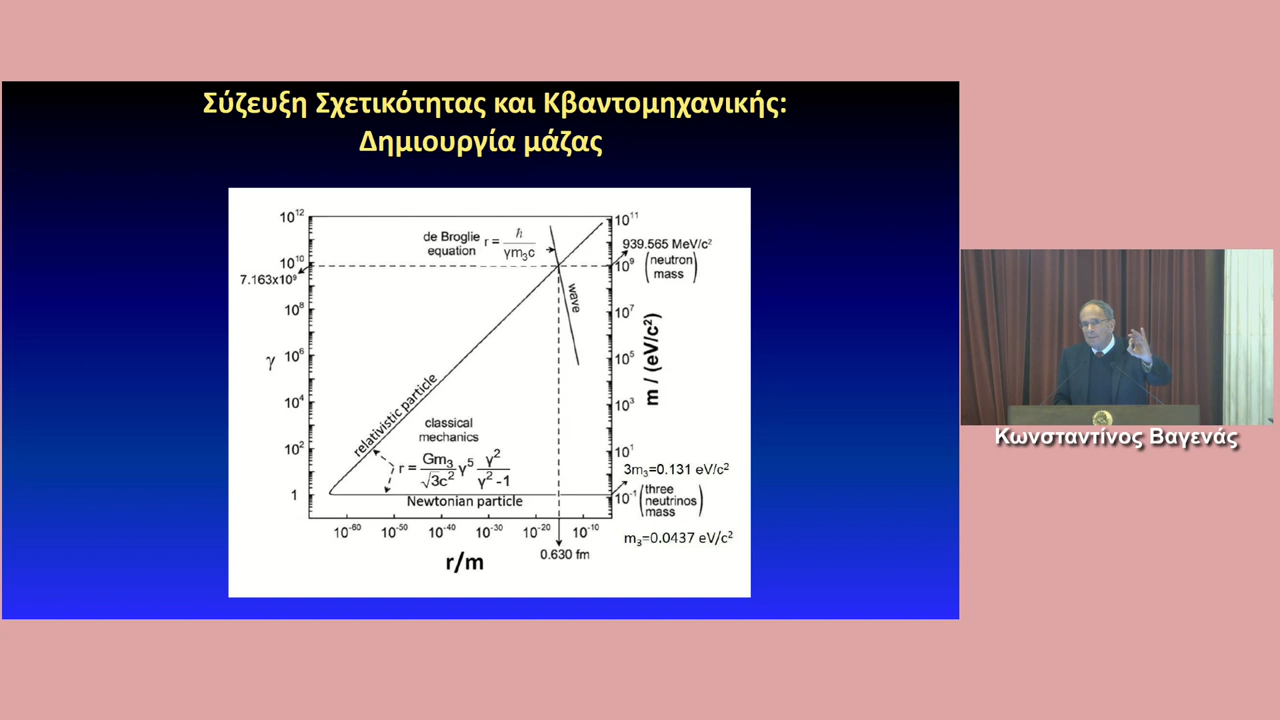 Σύζευξη Σχετικότητας και Κβαντομηχανικής:
Δημιουργία μάζας
10¹²
10¹⁰
7.163x10⁹
10⁸
γ
10⁶
10⁴
10²
1
de Broglie
equation
r = ħ / γm₃c
wave
relativistic particle
classical
mechanics
r = Gm₃ / √3c² γ⁵ γ² / γ²-1
Newtonian particle
10¹¹
939.565 MeV/c²
10⁹
(neutron
mass)
10⁷
10⁵
m / (eV/c²)
10³
10¹
3m₃=0.131 eV/c²
10⁻¹
(three
neutrinos
mass)
m₃=0.0437 eV/c²
10⁻⁶⁰ 10⁻⁵⁰ 10⁻⁴⁰ 10⁻³⁰ 10⁻²⁰ 10⁻¹⁰
0.630 fm
r/m
Κωνσταντίνος Βαγενάς